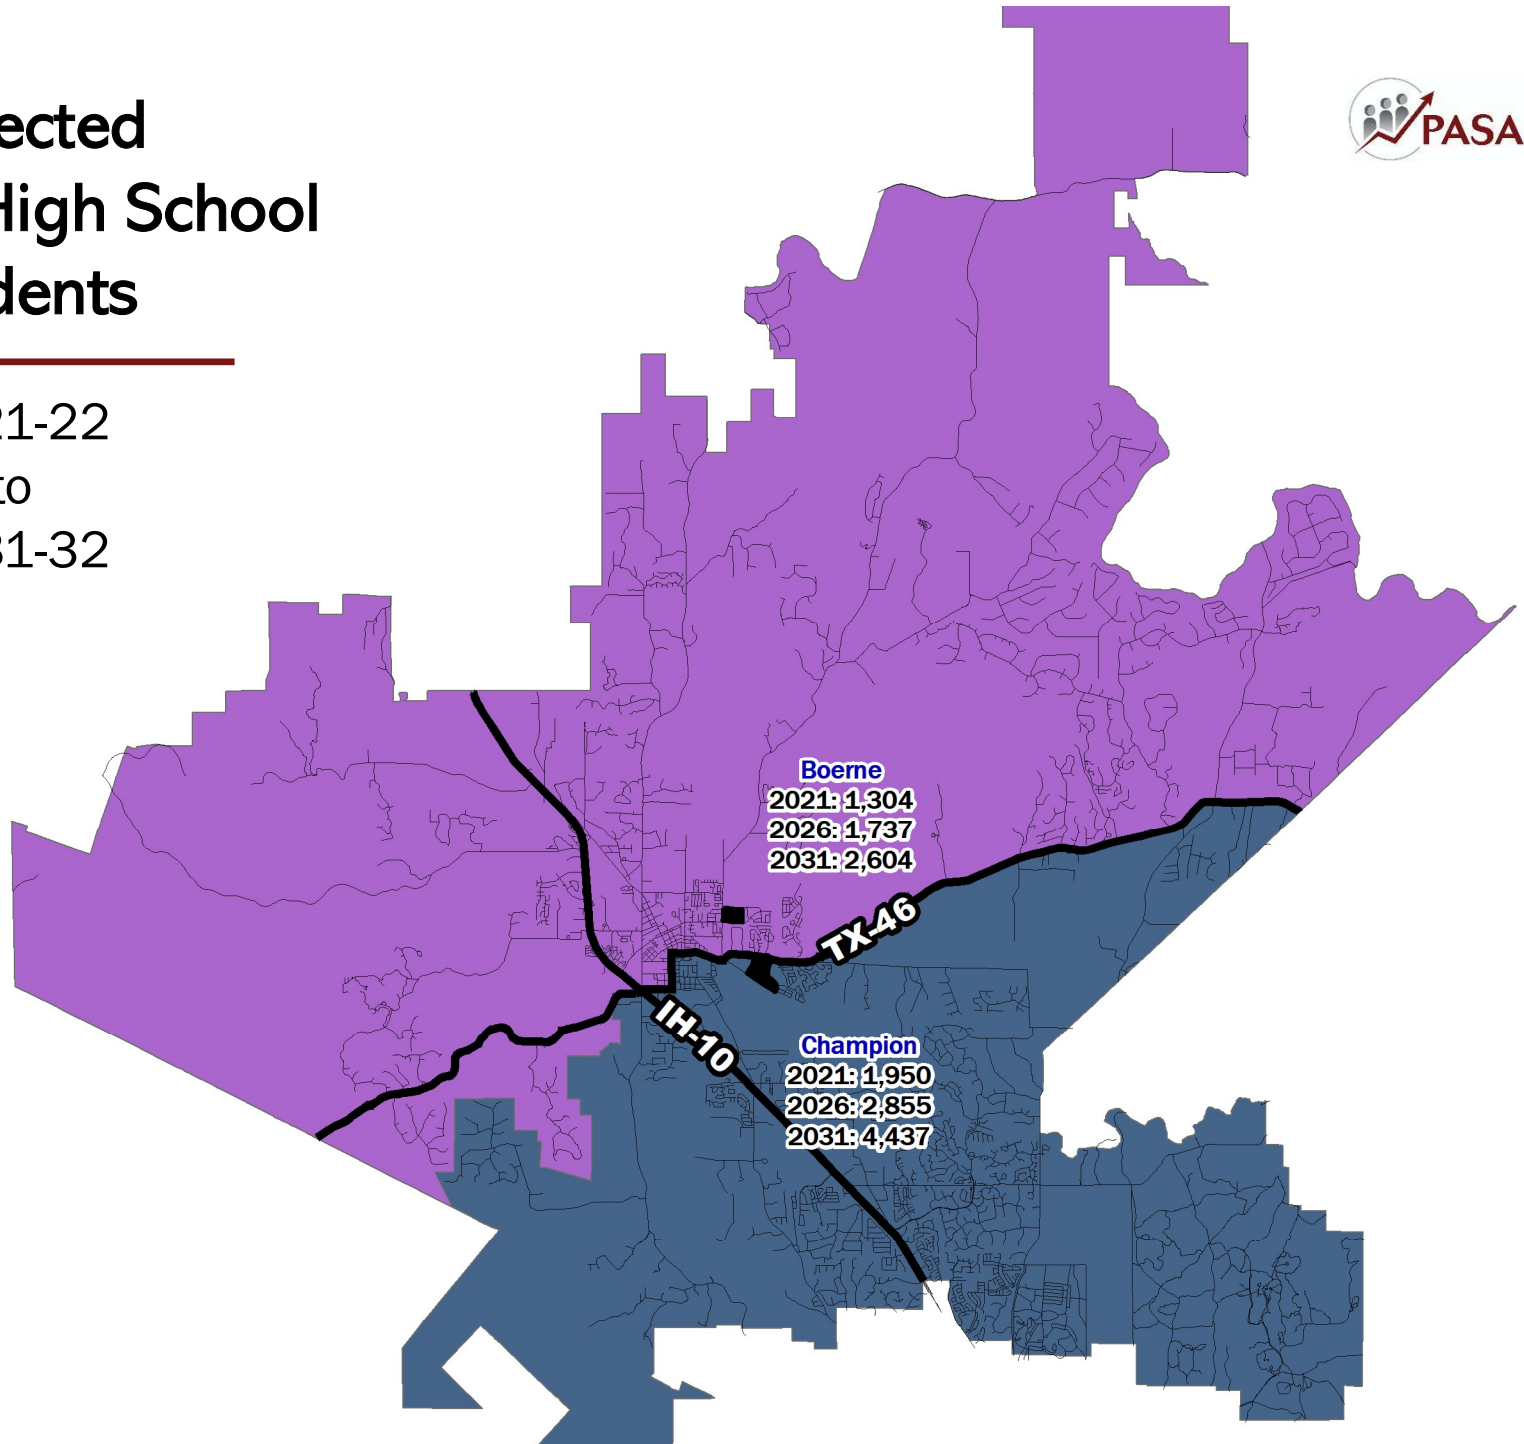 ected
High School
dents
21-22
to
31-32
PASA
Boerne
2021: 1,304
2026: 1,737
2031: 2,604
TX-46
IH-10
Champion
2021: 1,950
2026: 2,855
2031: 4,437